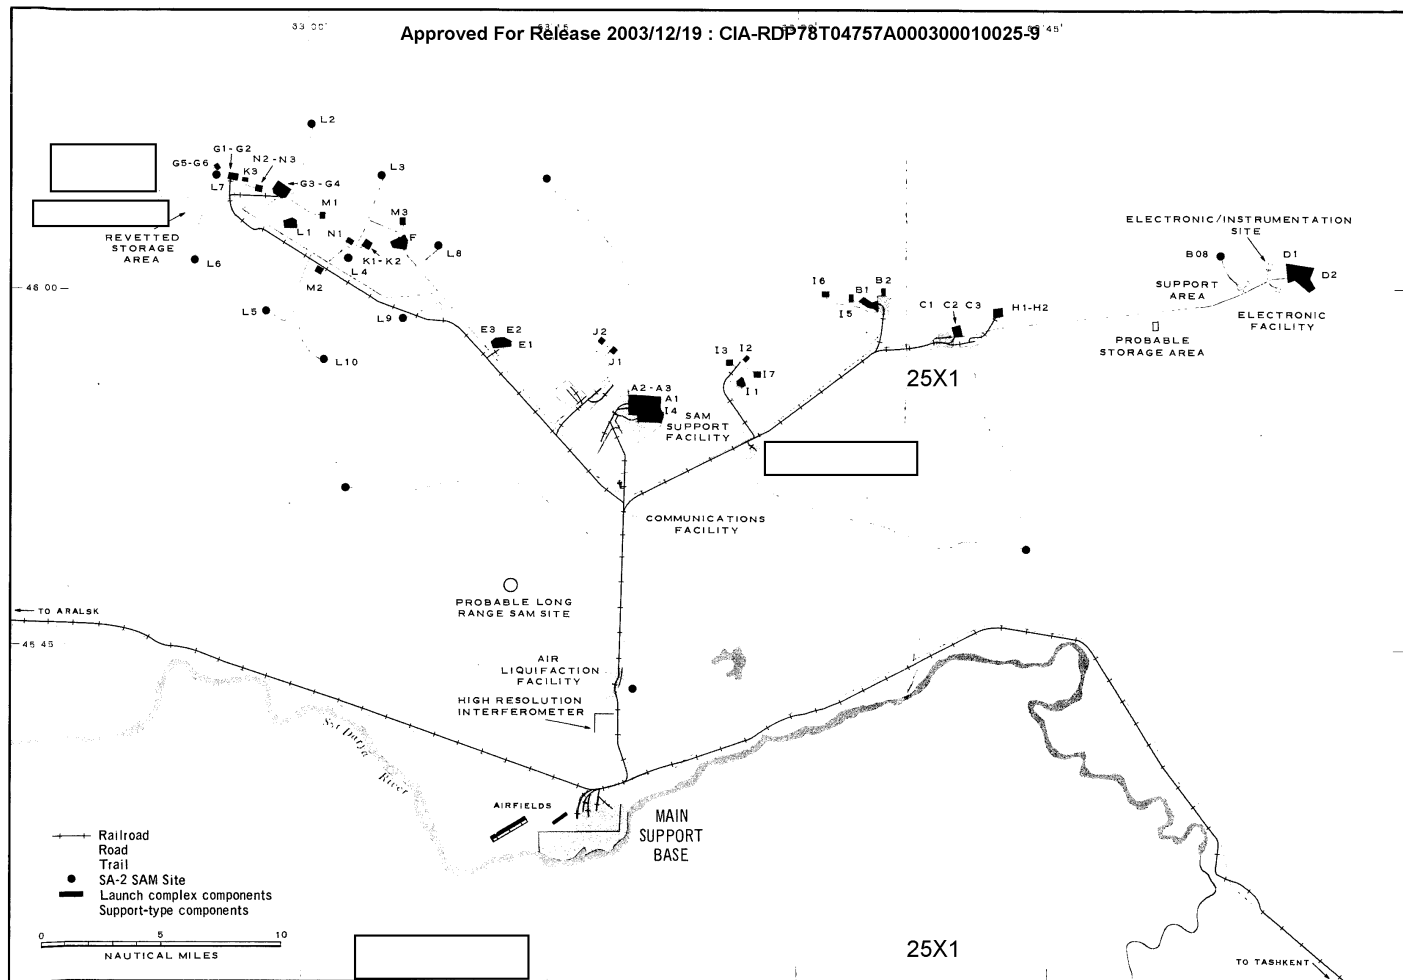 63 00'
63 15'
Approved For Release 2003/12/19 : CIA-RDP78T04757A000300010025-9
45'
L2
G1-G2
N2-N3
G5-G6
K3
L3
L7
G3-G4
M1
M3
REVETTED
STORAGE
AREA
L1
N1
F
L8
K1-K2
L6
L4
M2
ELECTRONIC/INSTRUMENTATION
SITE
B08
D1
D2
46 00
I6
B1
B2
SUPPORT
AREA
L5
L9
I5
C1
C2
C3
H1-H2
ELECTRONIC
FACILITY
E3
E2
E1
J2
J1
PROBABLE
STORAGE AREA
L10
I3
I2
I7
I1
25X1
A2-A3
A1
I4
SAM
SUPPORT
FACILITY
COMMUNICATIONS
FACILITY
PROBABLE LONG
RANGE SAM SITE
TO ARALSK
45 45
AIR
LIQUIFACTION
FACILITY
HIGH RESOLUTION
INTERFEROMETER
Syr Darya River
AIRFIELDS
MAIN
SUPPORT
BASE
Railroad
Road
Trail
SA-2 SAM Site
Launch complex components
Support-type components
0 5 10
NAUTICAL MILES
25X1
TO TASHKENT